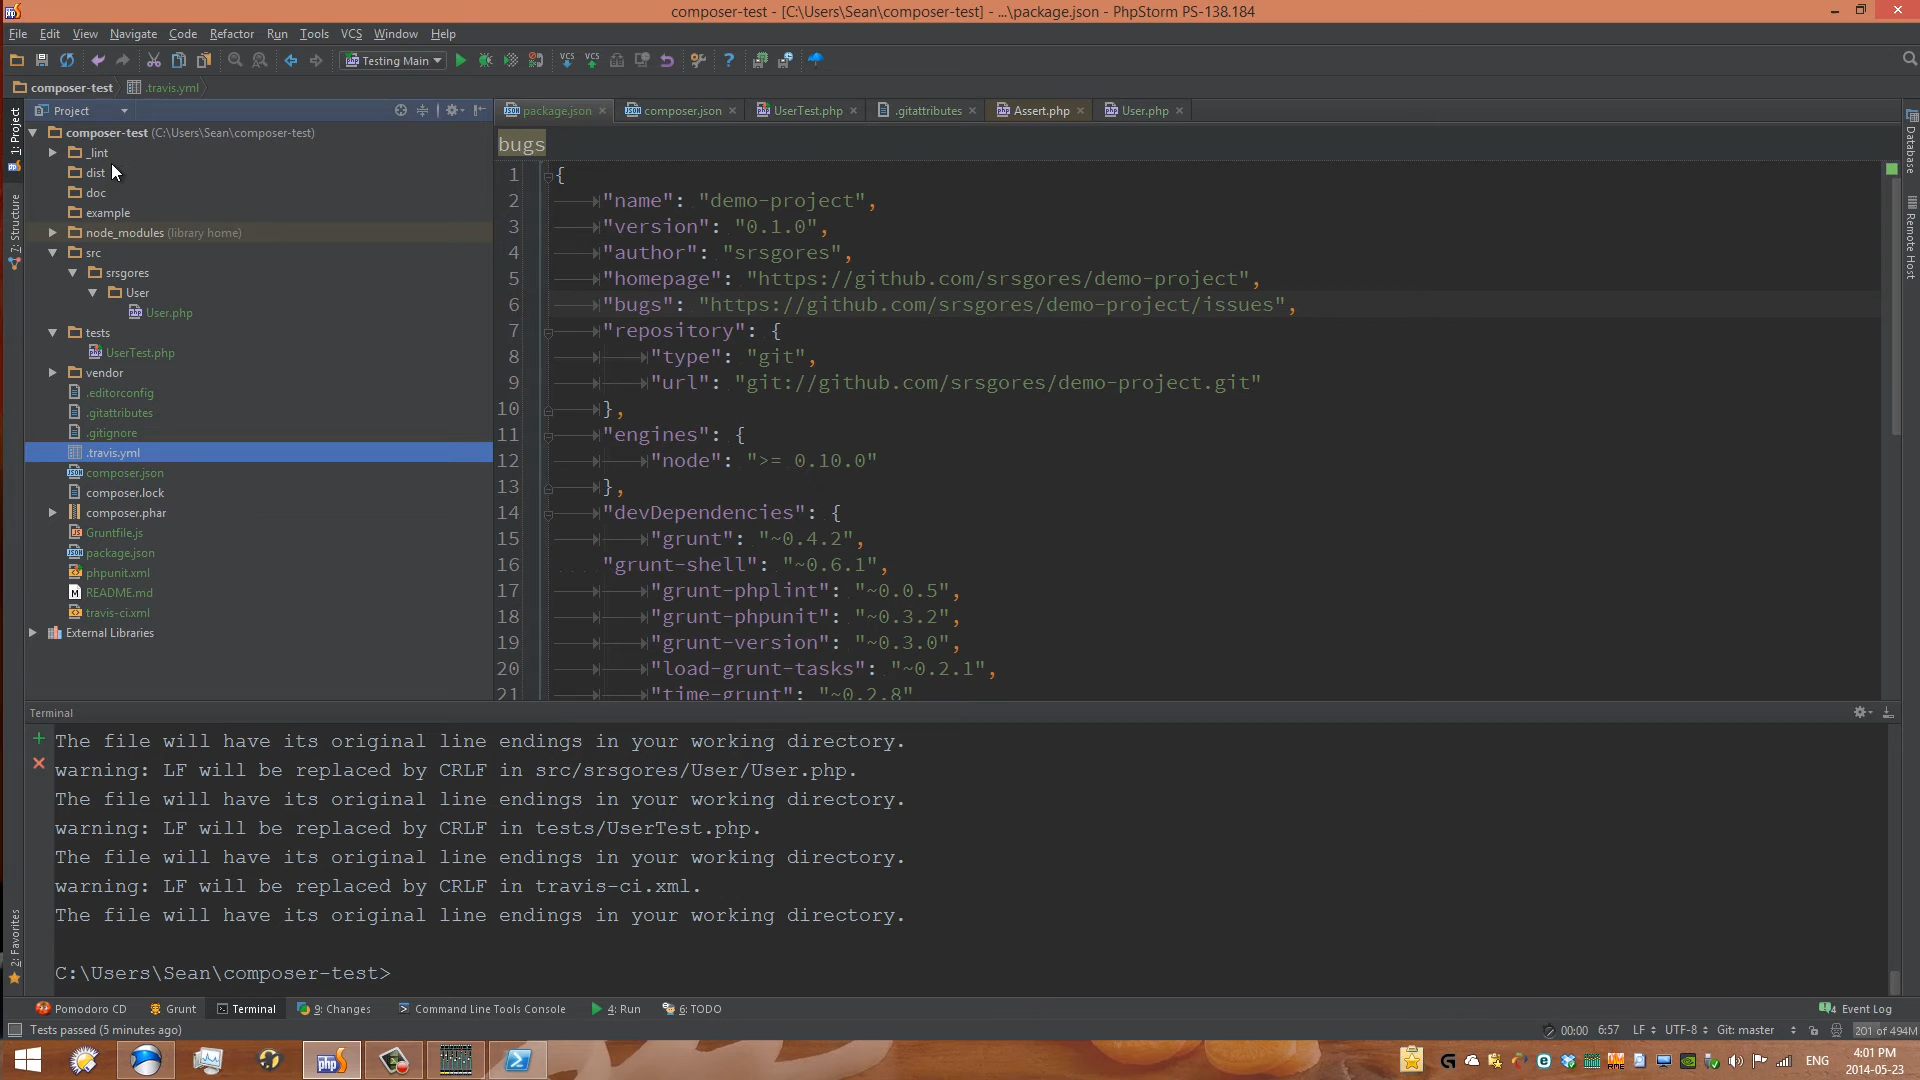 composer-test - [C:\Users\Sean\composer-test] - ...\package.json - PhpStorm PS-138.184
File Edit View Navigate Code Refactor Run Tools VCS Window Help
Testing Main
composer-test .travis.yml
Project
package.json composer.json UserTest.php .gitattributes Assert.php User.php
1: Project
7: Structure
2: Favorites
Database
Remote Host
composer-test (C:\Users\Sean\composer-test)
_lint
dist
doc
example
node_modules (library home)
src
srsgores
User
User.php
tests
UserTest.php
vendor
.editorconfig
.gitattributes
.gitignore
.travis.yml
composer.json
composer.lock
composer.phar
Gruntfile.js
package.json
phpunit.xml
README.md
travis-ci.xml
External Libraries
bugs
1 {
2 "name": "demo-project",
3 "version": "0.1.0",
4 "author": "srsgores",
5 "homepage": "https://github.com/srsgores/demo-project",
6 "bugs": "https://github.com/srsgores/demo-project/issues",
7 "repository": {
8 "type": "git",
9 "url": "git://github.com/srsgores/demo-project.git"
10 },
11 "engines": {
12 "node": ">= 0.10.0"
13 },
14 "devDependencies": {
15 "grunt": "~0.4.2",
16 "grunt-shell": "~0.6.1",
17 "grunt-phplint": "~0.0.5",
18 "grunt-phpunit": "~0.3.2",
19 "grunt-version": "~0.3.0",
20 "load-grunt-tasks": "~0.2.1",
21 "time-grunt": "~0.2.8"
Terminal
The file will have its original line endings in your working directory.
warning: LF will be replaced by CRLF in src/srsgores/User/User.php.
The file will have its original line endings in your working directory.
warning: LF will be replaced by CRLF in tests/UserTest.php.
The file will have its original line endings in your working directory.
warning: LF will be replaced by CRLF in travis-ci.xml.
The file will have its original line endings in your working directory.
C:\Users\Sean\composer-test>
Pomodoro CD Grunt Terminal 9: Changes Command Line Tools Console 4: Run 6: TODO Event Log
Tests passed (5 minutes ago) 00:00 6:57 LF UTF-8 Git: master 201 of 494M
ENG 4:01 PM
2014-05-23